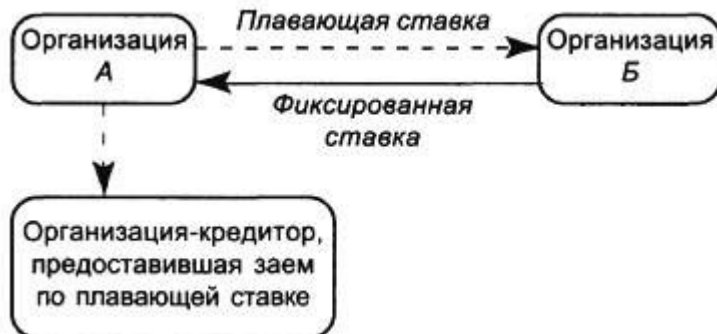 Плавающая ставка
Организация
А
Организация
Б
Фиксированная
ставка
Организация-кредитор,
предоставившая заем
по плавающей ставке